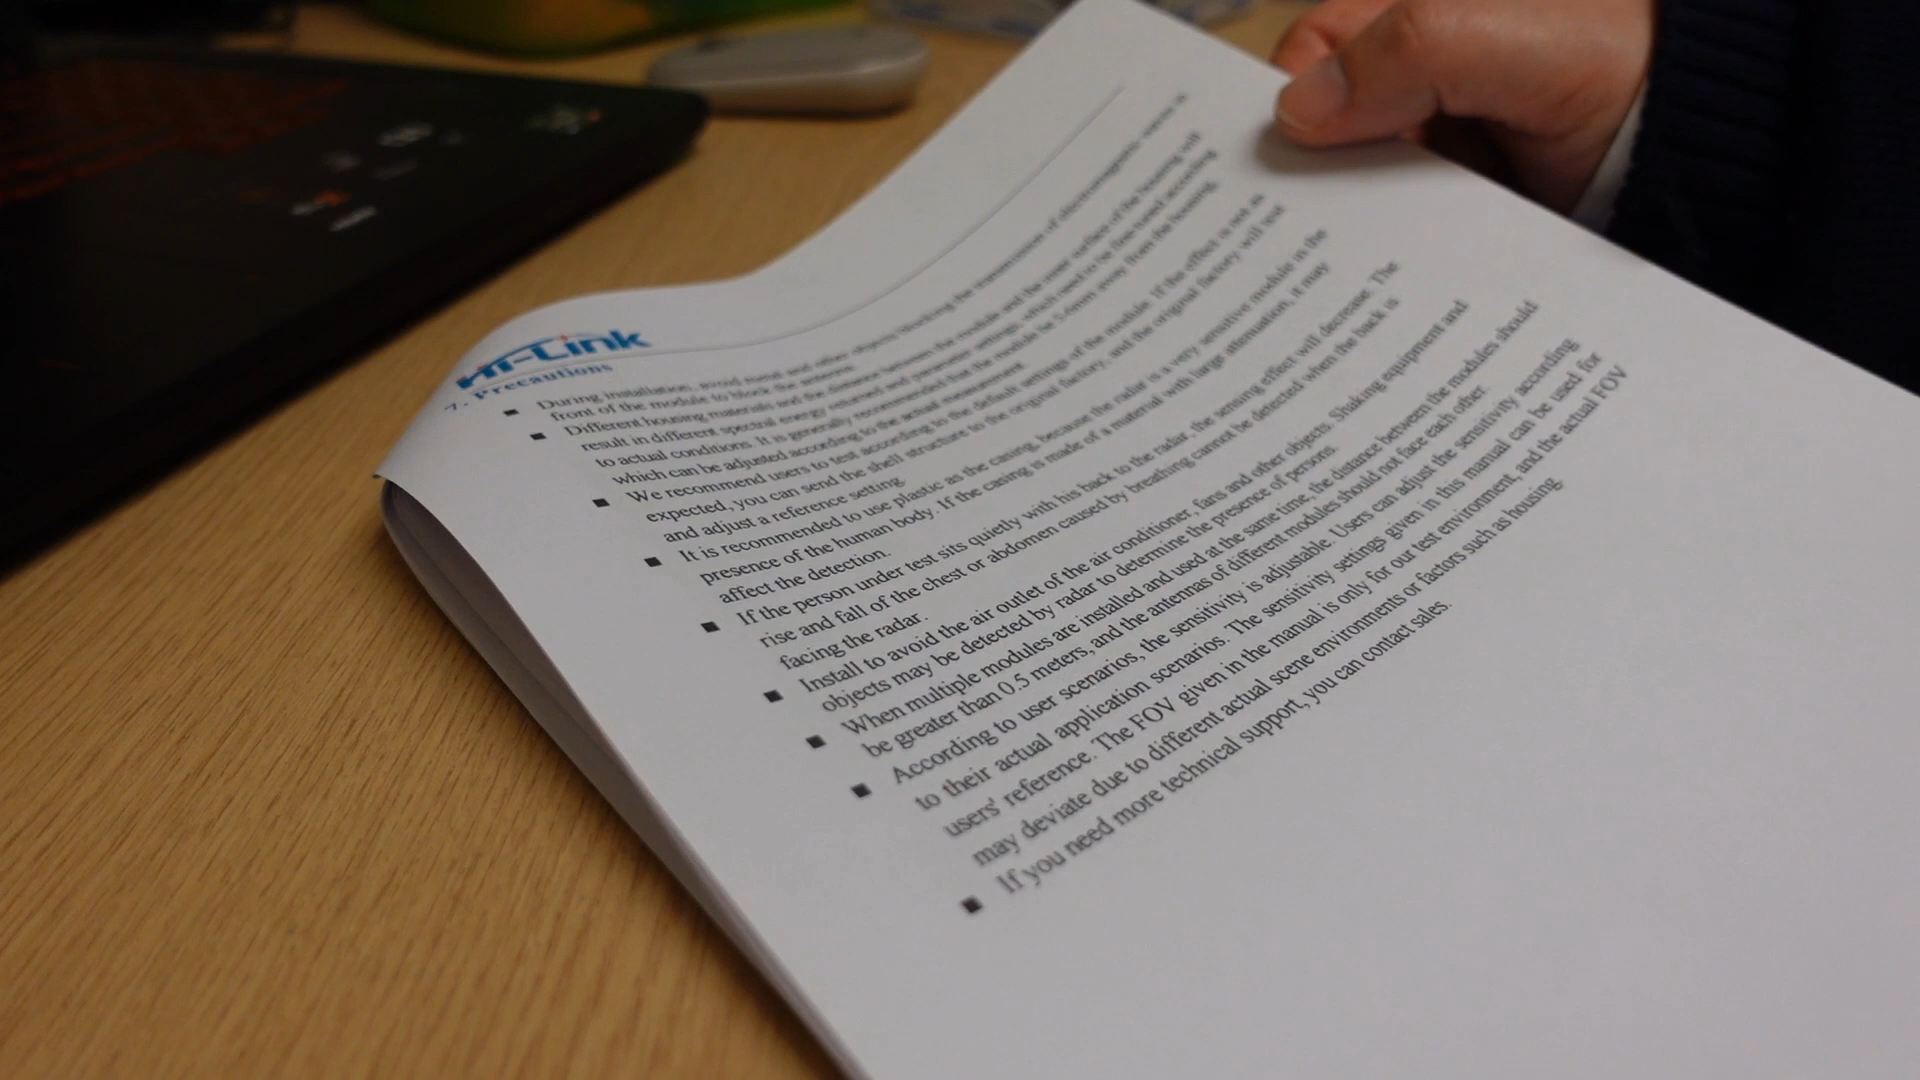 Hi-Link
7. Precautions
■ During installation, avoid metal and other objects blocking the transmission of electromagnetic waves in
front of the module to block the antenna.
■ Different housing materials and the distance between the module and the inner surface of the housing will
result in different spectral energy returned and parameter settings, which need to be fine-tuned according
to actual conditions. It is generally recommended that the module be 5-6mm away from the housing,
which can be adjusted according to the actual measurement.
■ We recommend users to test according to the default settings of the module. If the effect is not as
expected, you can send the shell structure to the original factory, and the original factory will test
and adjust a reference setting.
■ It is recommended to use plastic as the casing, because the radar is a very sensitive module in the
presence of the human body. If the casing is made of a material with large attenuation, it may
affect the detection.
■ If the person under test sits quietly with his back to the radar, the sensing effect will decrease. The
rise and fall of the chest or abdomen caused by breathing cannot be detected when the back is
facing the radar.
■ Install to avoid the air outlet of the air conditioner, fans and other objects. Shaking equipment and
objects may be detected by radar to determine the presence of persons.
■ When multiple modules are installed and used at the same time, the distance between the modules should
be greater than 0.5 meters, and the antennas of different modules should not face each other.
■ According to user scenarios, the sensitivity is adjustable. Users can adjust the sensitivity according
to their actual application scenarios. The sensitivity settings given in this manual can be used for
users' reference. The FOV given in the manual is only for our test environment, and the actual FOV
may deviate due to different actual scene environments or factors such as housing.
■ If you need more technical support, you can contact sales.